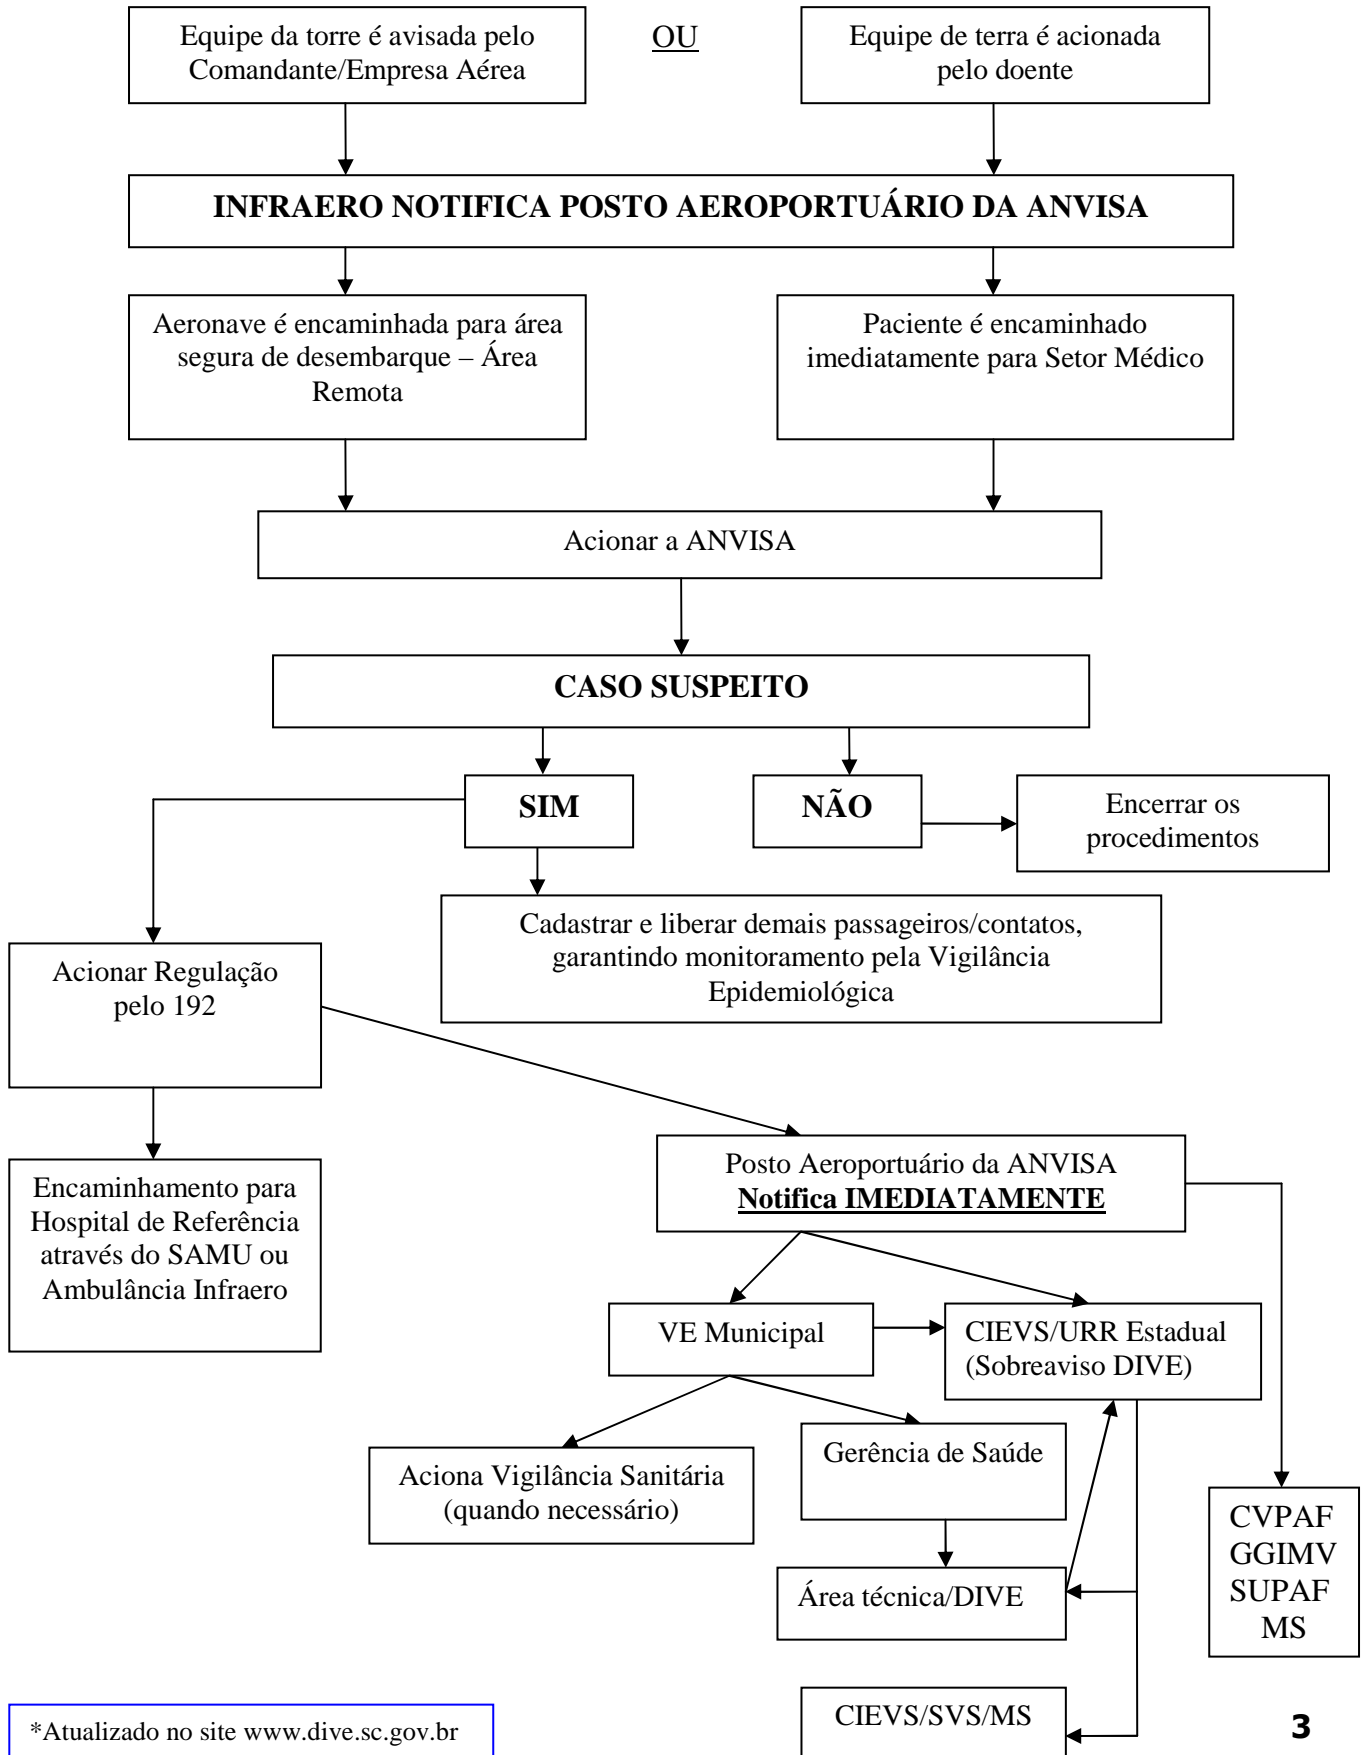 Equipe da torre é avisada pelo
Comandante/Empresa Aérea
OU
Equipe de terra é acionada
pelo doente
INFRAERO NOTIFICA POSTO AEROPORTUÁRIO DA ANVISA
Aeronave é encaminhada para área
segura de desembarque – Área
Remota
Paciente é encaminhado
imediatamente para Setor Médico
Acionar a ANVISA
CASO SUSPEITO
SIM
NÃO
Encerrar os
procedimentos
Cadastrar e liberar demais passageiros/contatos,
garantindo monitoramento pela Vigilância
Epidemiológica
Acionar Regulação
pelo 192
Encaminhamento para
Hospital de Referência
através do SAMU ou
Ambulância Infraero
Posto Aeroportuário da ANVISA
Notifica IMEDIATAMENTE
VE Municipal
CIEVS/URR Estadual
(Sobreaviso DIVE)
Aciona Vigilância Sanitária
(quando necessário)
Gerência de Saúde
Área técnica/DIVE
CVPAF
GGIMV
SUPAF
MS
CIEVS/SVS/MS
*Atualizado no site www.dive.sc.gov.br
3